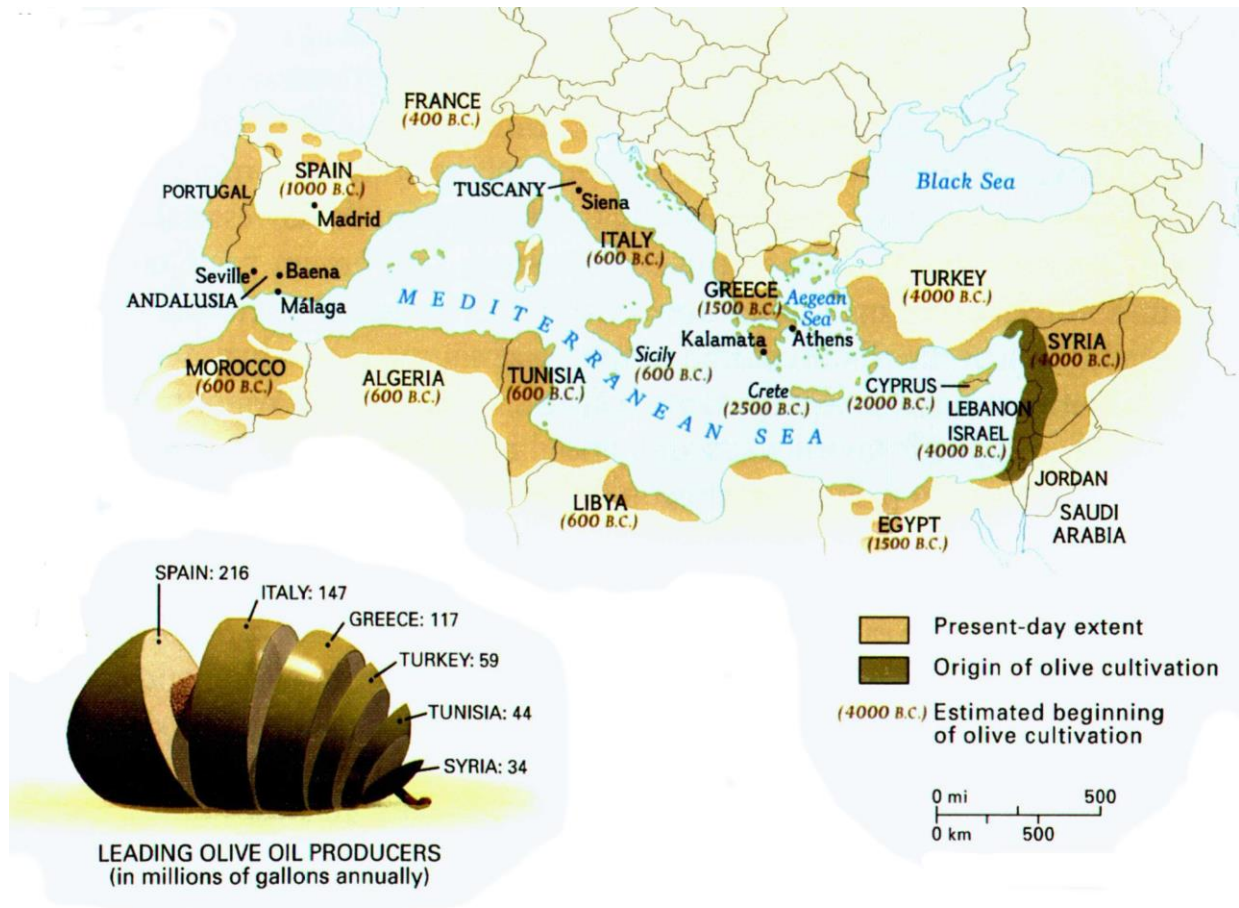 FRANCE
(400 B.C.)
SPAIN
(1000 B.C.)
PORTUGAL
Madrid
TUSCANY
Siena
ITALY
(600 B.C.)
Black Sea
Seville
Baena
ANDALUSIA
Málaga
MEDITERRANEAN SEA
GREECE
(1500 B.C.)
Aegean
Sea
TURKEY
(4000 B.C.)
Kalamata
Athens
SYRIA
(4000 B.C.)
MOROCCO
(600 B.C.)
ALGERIA
(600 B.C.)
TUNISIA
(600 B.C.)
Sicily
(600 B.C.)
Crete
(2500 B.C.)
CYPRUS
(2000 B.C.)
LEBANON
ISRAEL
(4000 B.C.)
JORDAN
LIBYA
(600 B.C.)
EGYPT
(1500 B.C.)
SAUDI
ARABIA
SPAIN: 216
ITALY: 147
GREECE: 117
TURKEY: 59
TUNISIA: 44
SYRIA: 34
LEADING OLIVE OIL PRODUCERS
(in millions of gallons annually)
Present-day extent
Origin of olive cultivation
(4000 B.C.) Estimated beginning
of olive cultivation
0 mi 500
0 km 500